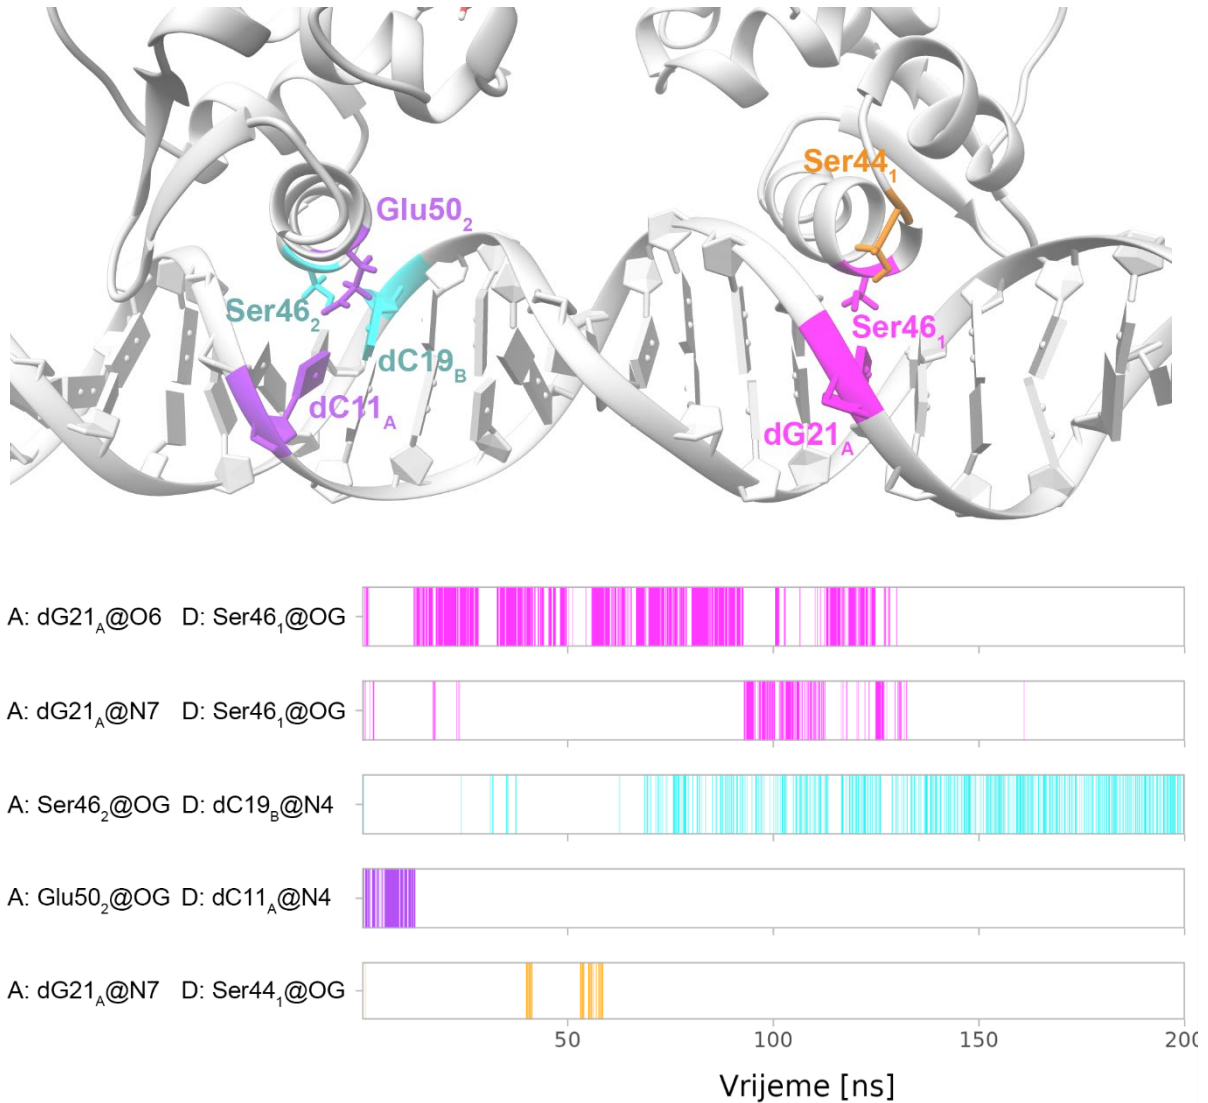 Ser44₁
Glu50₂
Ser46₂
Ser46₁
dC19_B
dC11_A
dG21_A
A: dG21_A@O6 D: Ser46₁@OG
A: dG21_A@N7 D: Ser46₁@OG
A: Ser46₂@OG D: dC19_B@N4
A: Glu50₂@OG D: dC11_A@N4
A: dG21_A@N7 D: Ser44₁@OG
50 100 150 200
Vrijeme [ns]